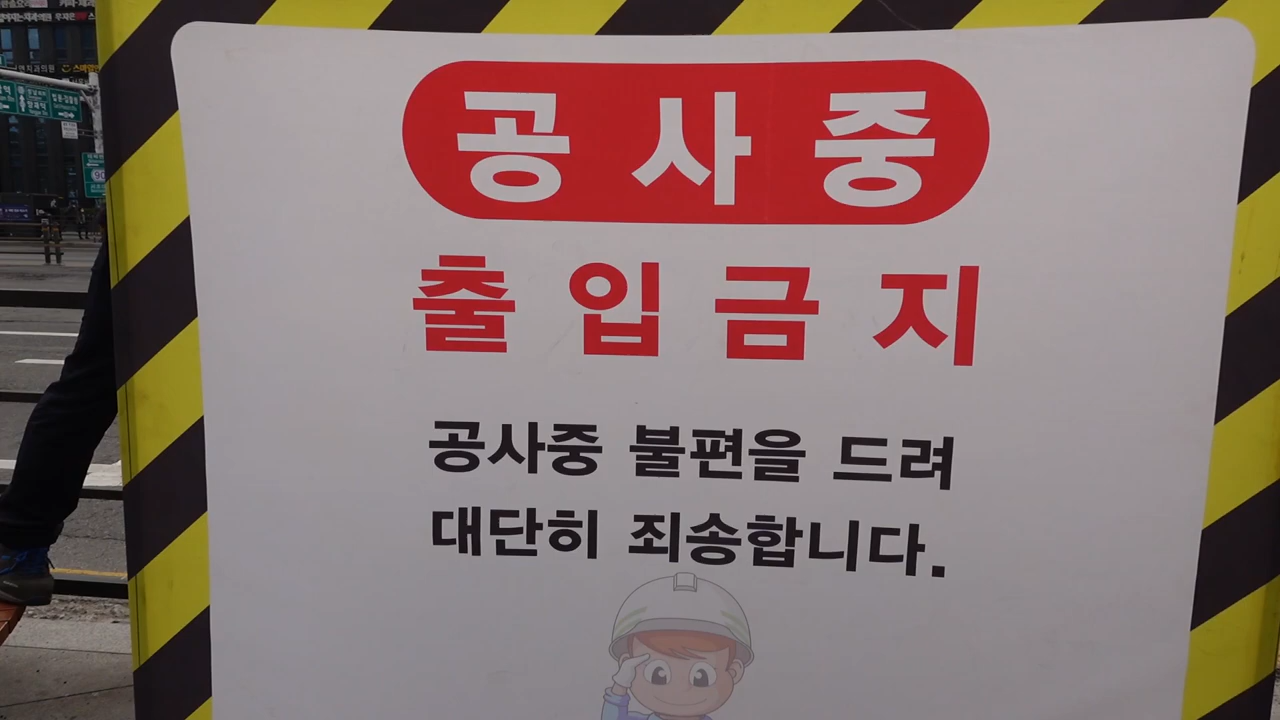 공사중
출입금지
공사중 불편을 드려
대단히 죄송합니다.